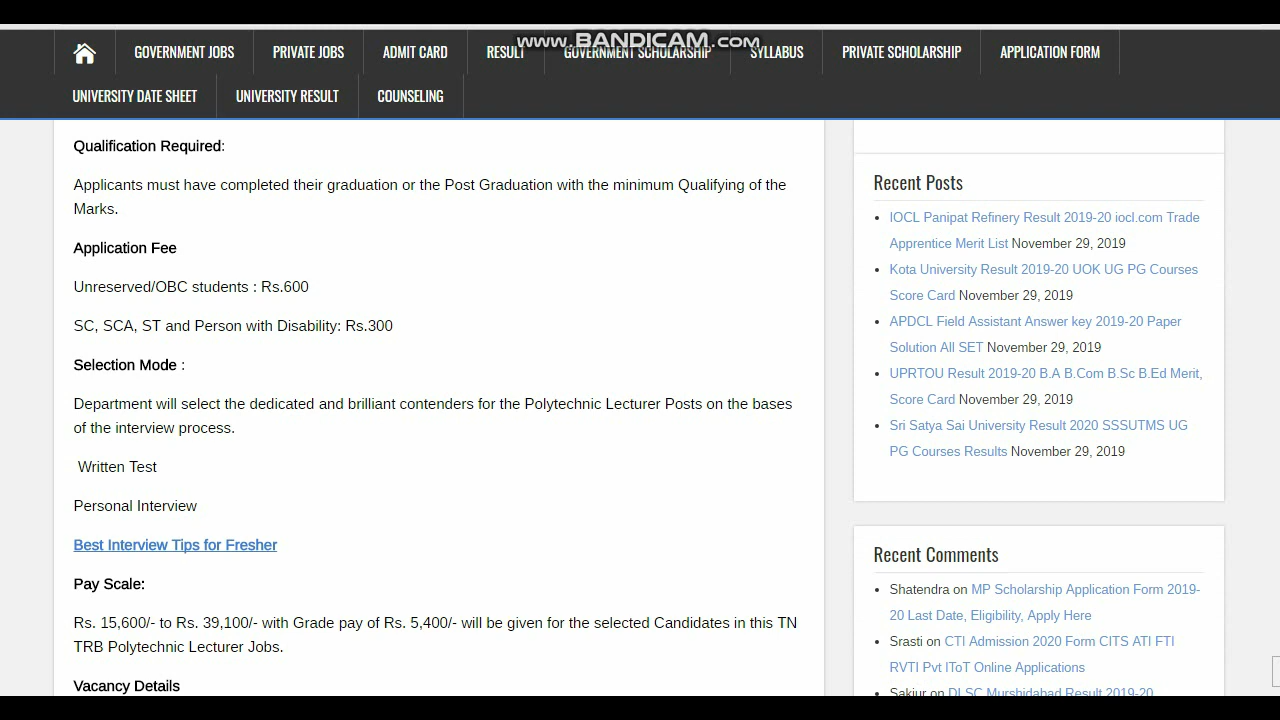 www.BANDICAM.com
GOVERNMENT JOBS PRIVATE JOBS ADMIT CARD RESULT GOVERNMENT SCHOLARSHIP SYLLABUS PRIVATE SCHOLARSHIP APPLICATION FORM
UNIVERSITY DATE SHEET UNIVERSITY RESULT COUNSELING
Qualification Required:
Applicants must have completed their graduation or the Post Graduation with the minimum Qualifying of the
Marks.
Application Fee
Unreserved/OBC students : Rs.600
SC, SCA, ST and Person with Disability: Rs.300
Selection Mode :
Department will select the dedicated and brilliant contenders for the Polytechnic Lecturer Posts on the bases
of the interview process.
Written Test
Personal Interview
Best Interview Tips for Fresher
Pay Scale:
Rs. 15,600/- to Rs. 39,100/- with Grade pay of Rs. 5,400/- will be given for the selected Candidates in this TN
TRB Polytechnic Lecturer Jobs.
Vacancy Details
Recent Posts
IOCL Panipat Refinery Result 2019-20 iocl.com Trade
Apprentice Merit List November 29, 2019
Kota University Result 2019-20 UOK UG PG Courses
Score Card November 29, 2019
APDCL Field Assistant Answer key 2019-20 Paper
Solution All SET November 29, 2019
UPRTOU Result 2019-20 B.A B.Com B.Sc B.Ed Merit,
Score Card November 29, 2019
Sri Satya Sai University Result 2020 SSSUTMS UG
PG Courses Results November 29, 2019
Recent Comments
Shatendra on MP Scholarship Application Form 2019-
20 Last Date, Eligibility, Apply Here
Srasti on CTI Admission 2020 Form CITS ATI FTI
RVTI Pvt IToT Online Applications
Sakiur on DLSC Murshidabad Result 2019-20